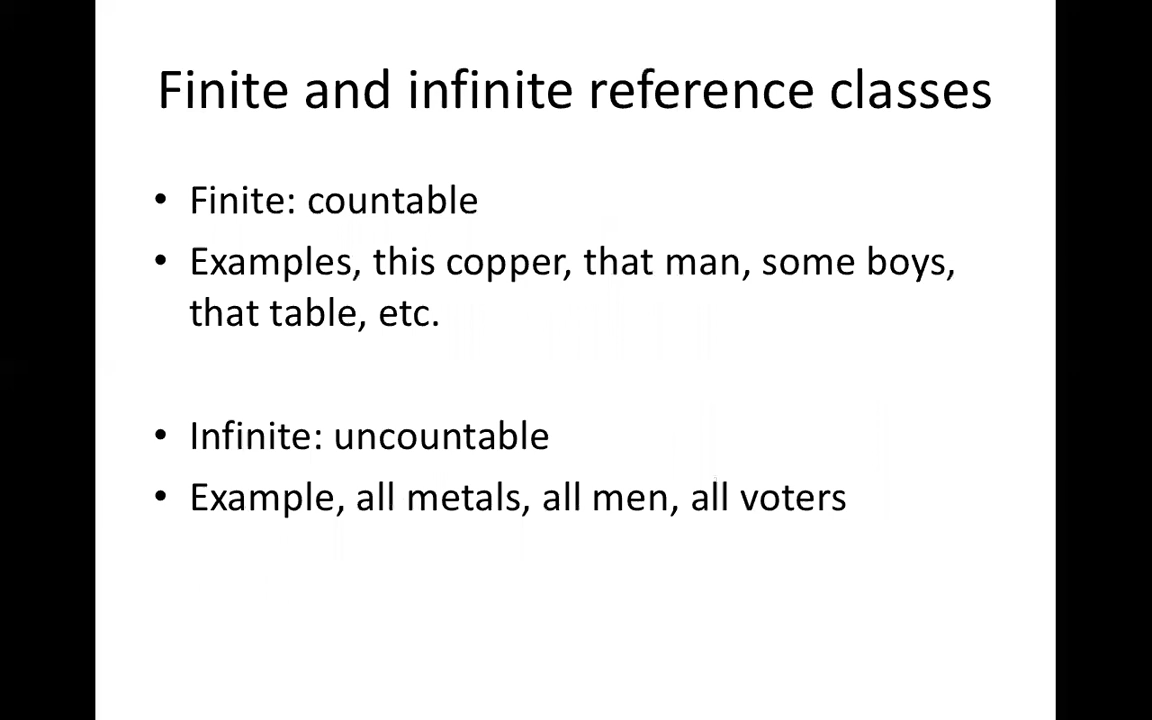 Finite and infinite reference classes
• Finite: countable
• Examples, this copper, that man, some boys,
that table, etc.
• Infinite: uncountable
• Example, all metals, all men, all voters